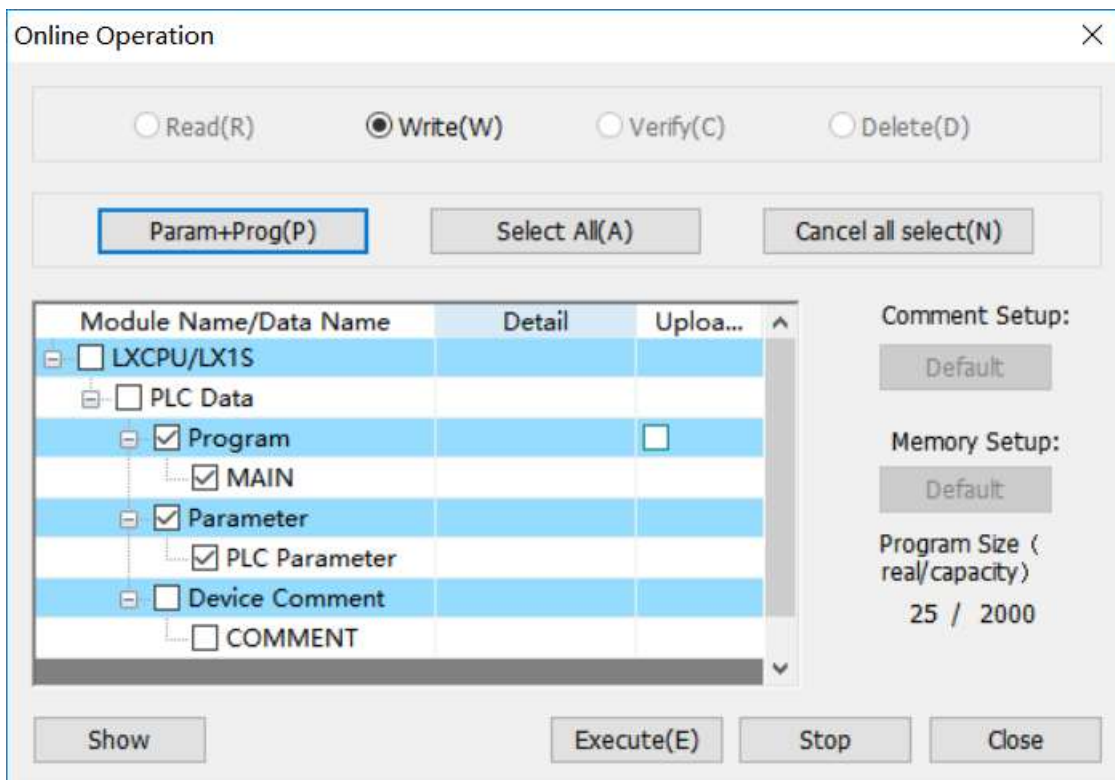 Online Operation
Read(R) Write(W) Verify(C) Delete(D)
Param+Prog(P) Select All(A) Cancel all select(N)
Module Name/Data Name Detail Uploa...
LXCPU/LX1S
PLC Data
Program
MAIN
Parameter
PLC Parameter
Device Comment
COMMENT
Comment Setup:
Default
Memory Setup:
Default
Program Size (
real/capacity)
25 / 2000
Show Execute(E) Stop Close